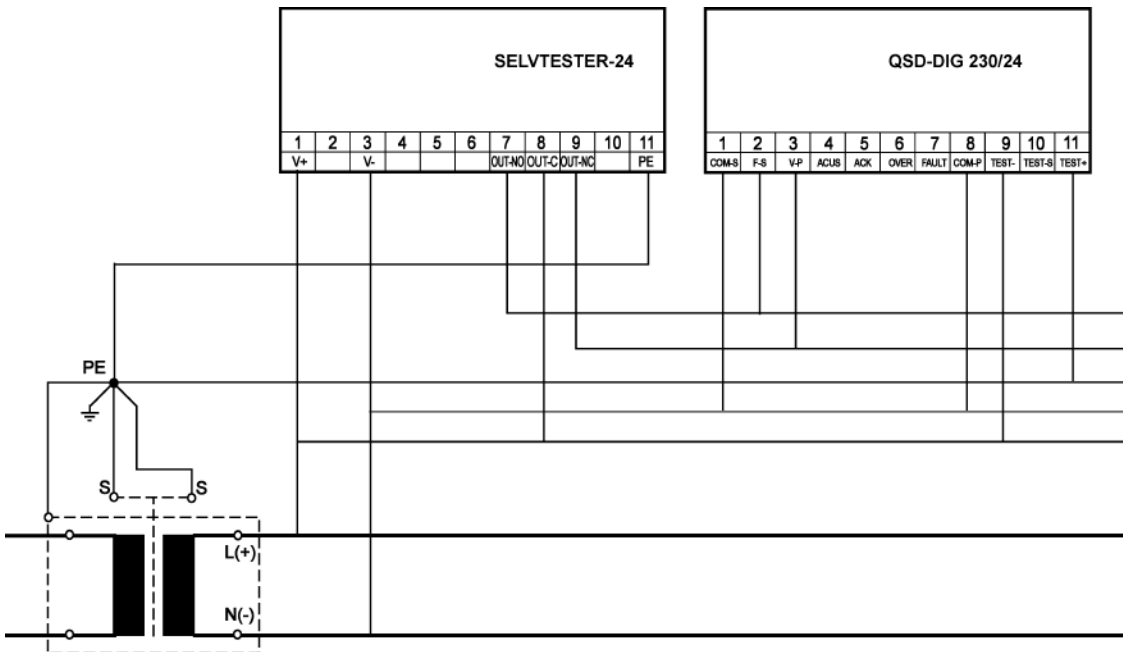 SELVTESTER-24
1 2 3 4 5 6 7 8 9 10 11
V+ V- OUT-NO OUT-C OUT-NC PE
QSD-DIG 230/24
1 2 3 4 5 6 7 8 9 10 11
COM-S F-S V-P ACUS ACK OVER FAULT COM-P TEST- TEST-S TEST+
PE
S S
L(+)
N(-)